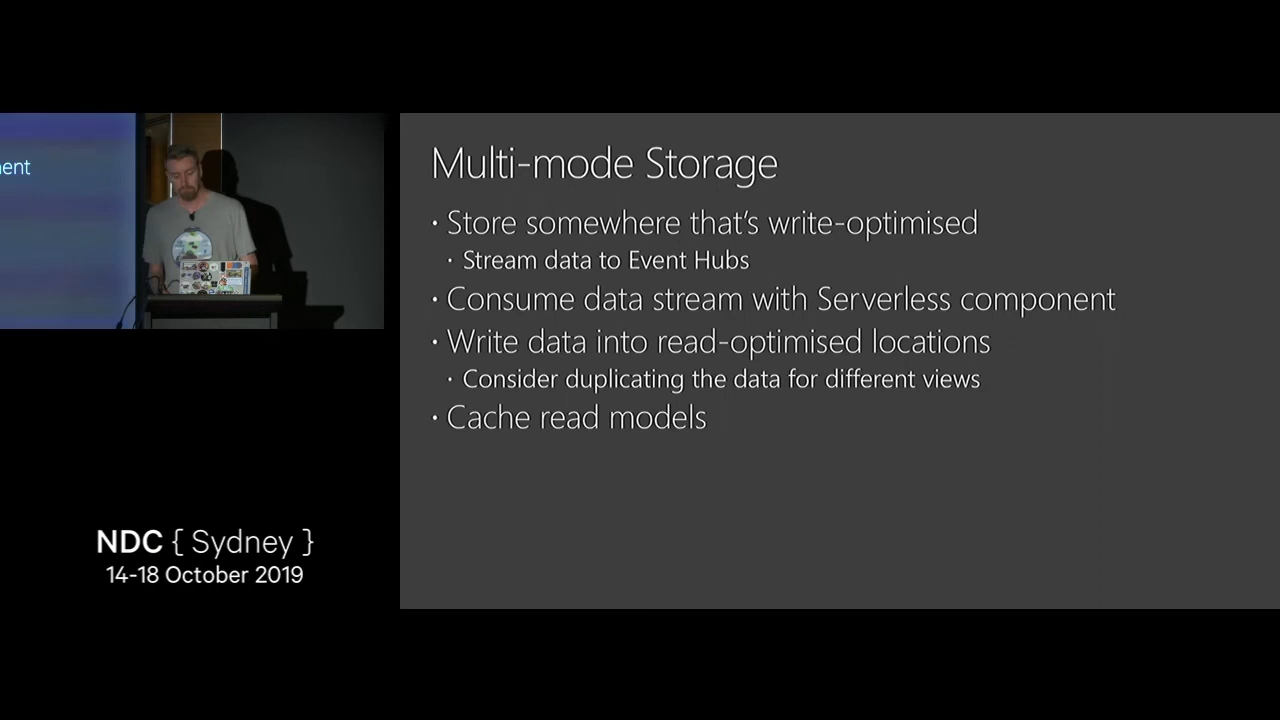 Multi-mode Storage
• Store somewhere that's write-optimised
• Stream data to Event Hubs
• Consume data stream with Serverless component
• Write data into read-optimised locations
• Consider duplicating the data for different views
• Cache read models
NDC { Sydney }
14-18 October 2019